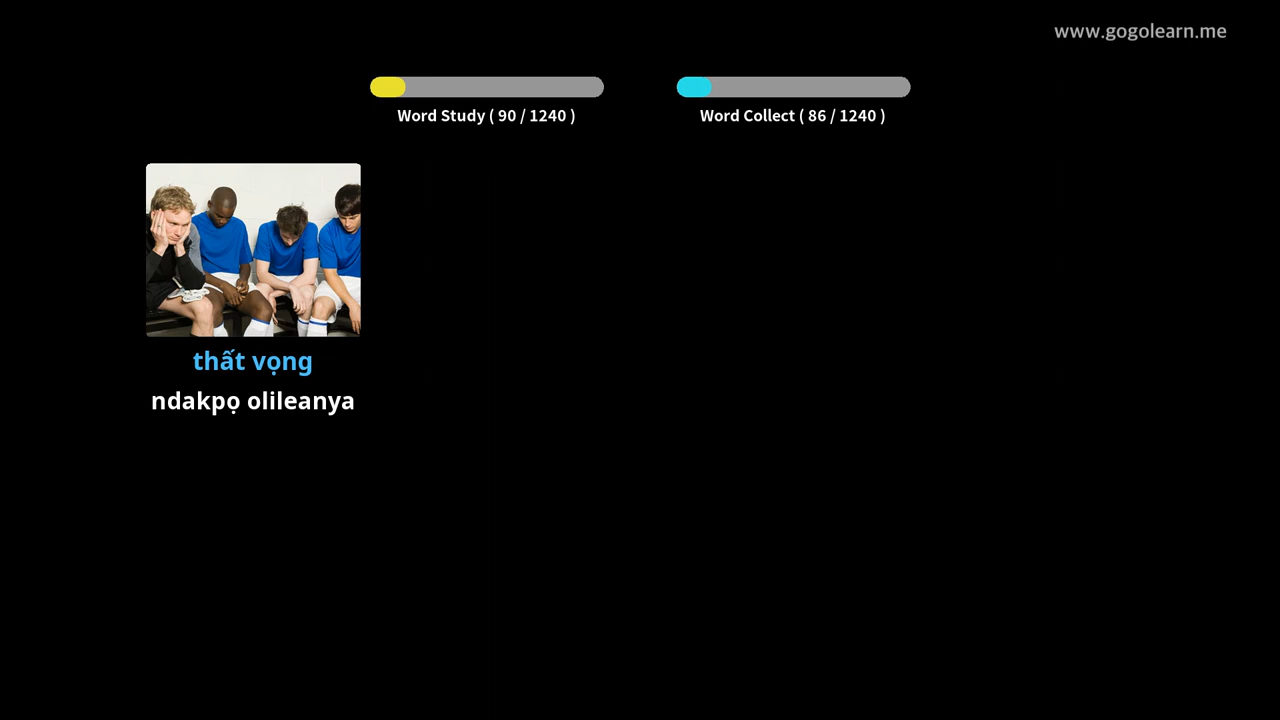 www.gogolearn.me
Word Study ( 90 / 1240 )
Word Collect ( 86 / 1240 )
thất vọng
ndakpọ olileanya